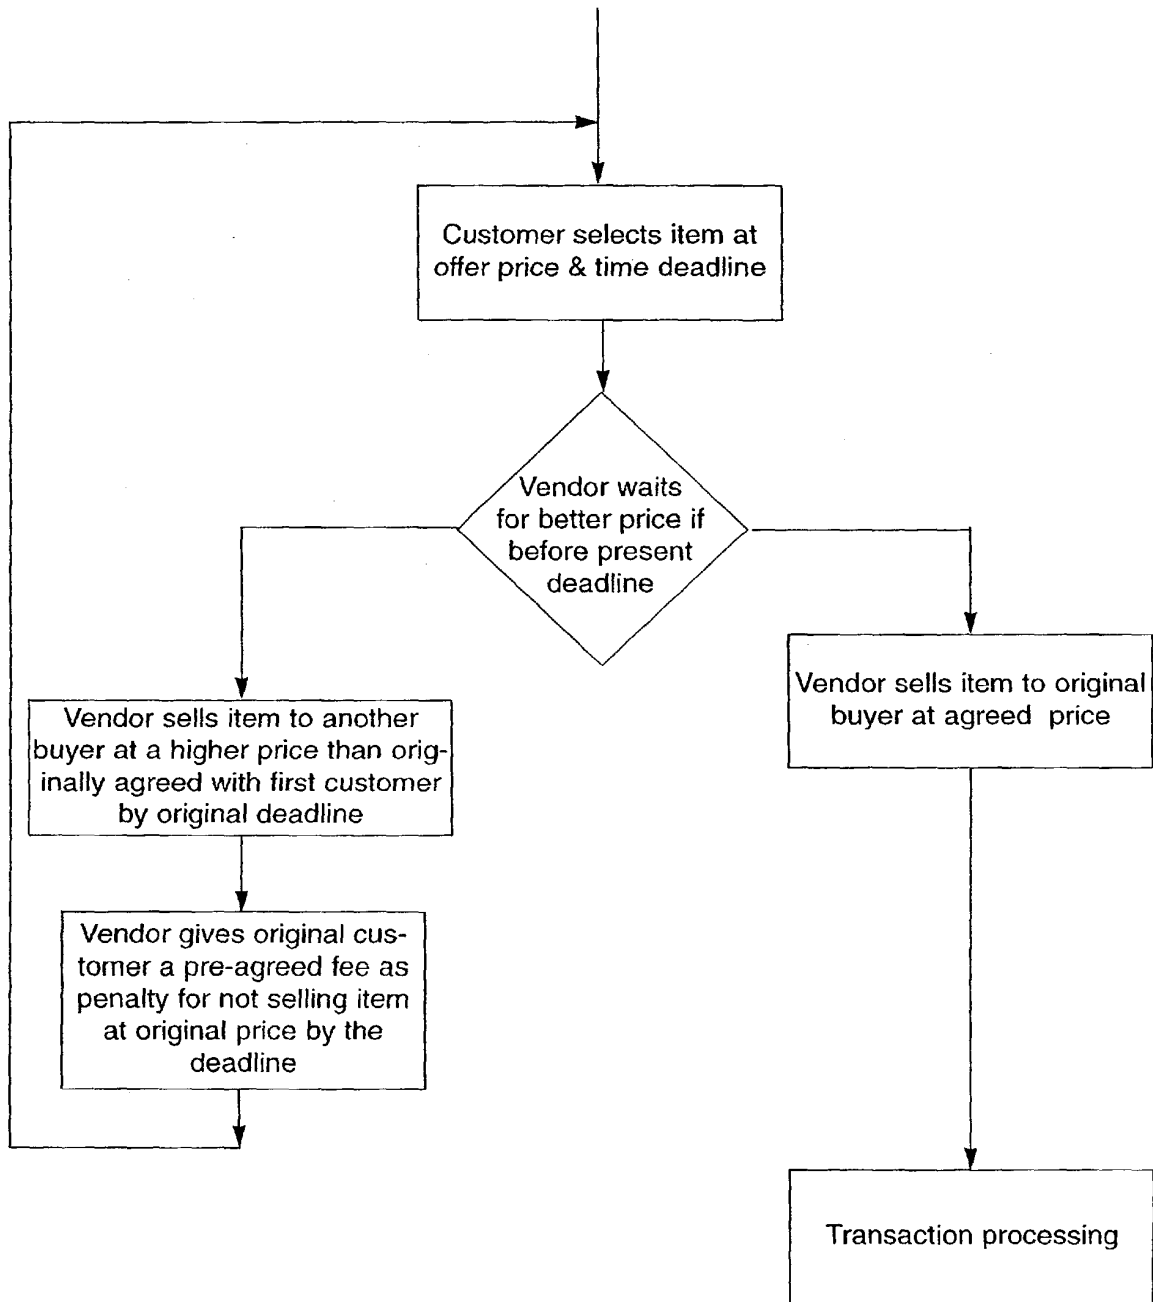 Customer selects item at
offer price & time deadline
Vendor waits
for better price if
before present
deadline
Vendor sells item to original
buyer at agreed price
Vendor sells item to another
buyer at a higher price than orig-
inally agreed with first customer
by original deadline
Vendor gives original cus-
tomer a pre-agreed fee as
penalty for not selling item
at original price by the
deadline
Transaction processing